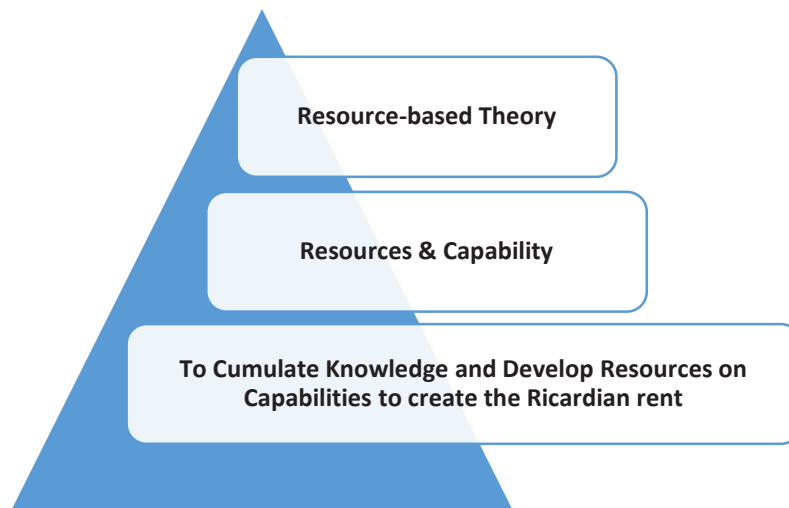 Resource-based Theory
Resources & Capability
To Cumulate Knowledge and Develop Resources on
Capabilities to create the Ricardian rent